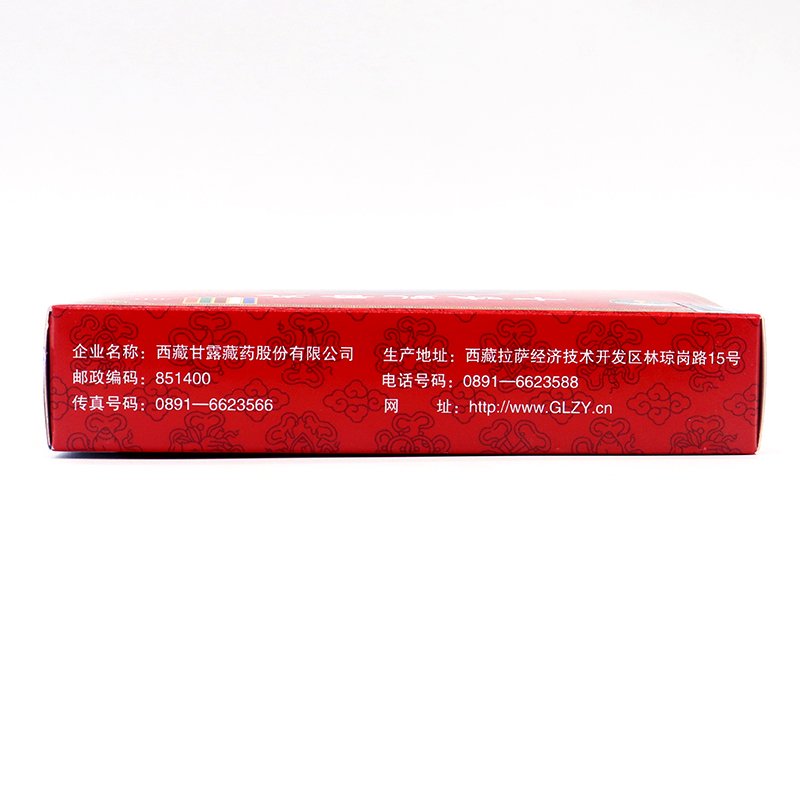 企业名称：西藏甘露藏药股份有限公司
邮政编码：851400
传真号码：0891—6623566
生产地址：西藏拉萨经济技术开发区林琼岗路15号
电话号码：0891—6623588
网　　址：http://www.GLZY.cn